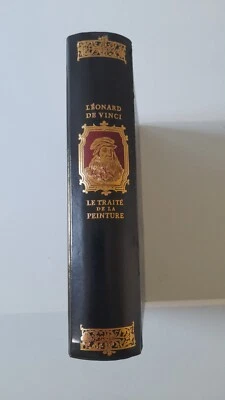 LÉONARD
DE VINCI
LE TRAITÉ
DE LA
PEINTURE